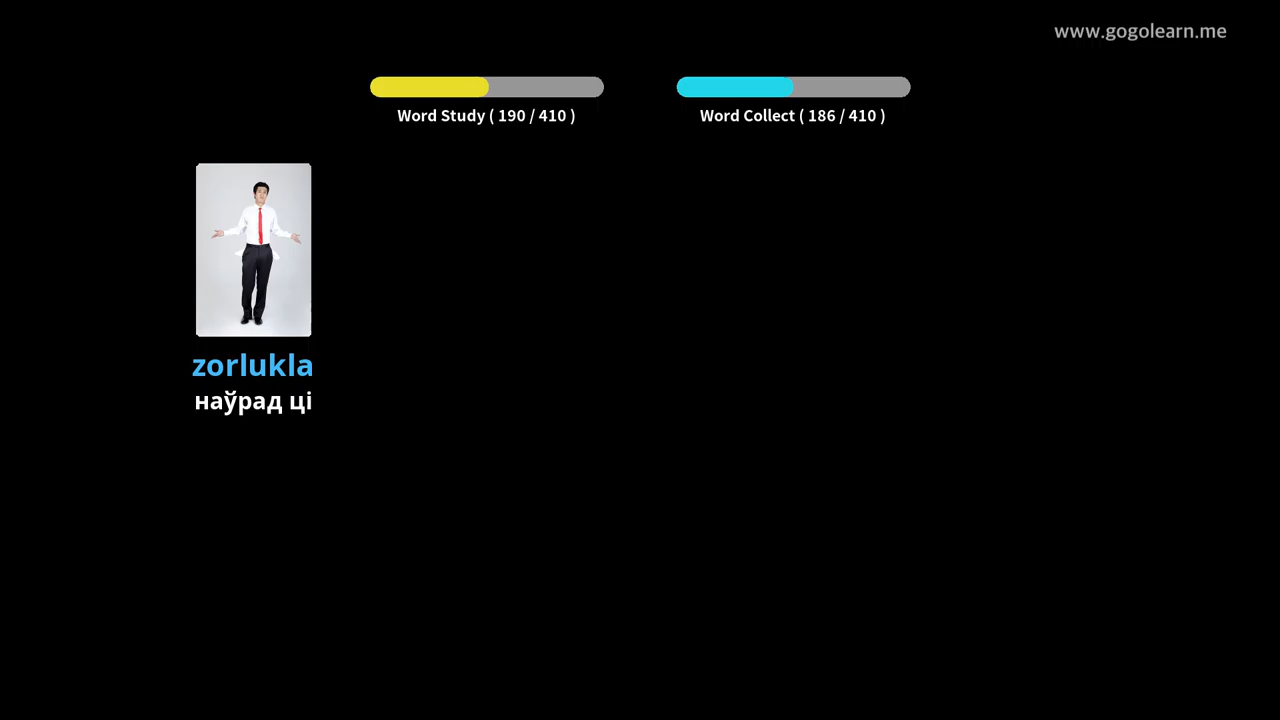 www.gogolearn.me
Word Study ( 190 / 410 )
Word Collect ( 186 / 410 )
zorlukla
наўрад ці